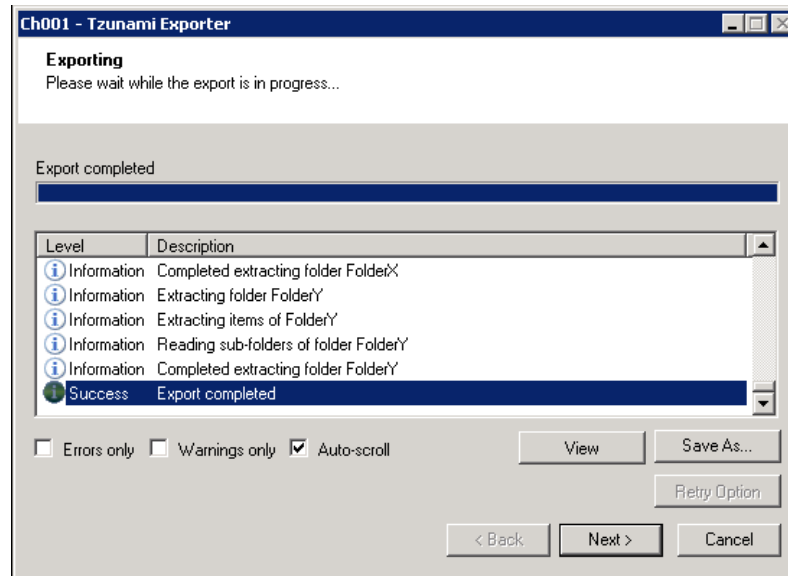 Ch001 - Tzunami Exporter
Exporting
Please wait while the export is in progress...
Export completed
Level Description
Information Completed extracting folder FolderX
Information Extracting folder FolderY
Information Extracting items of FolderY
Information Reading sub-folders of folder FolderY
Information Completed extracting folder FolderY
Success Export completed
Errors only Warnings only Auto-scroll View Save As...
Retry Option
< Back Next > Cancel